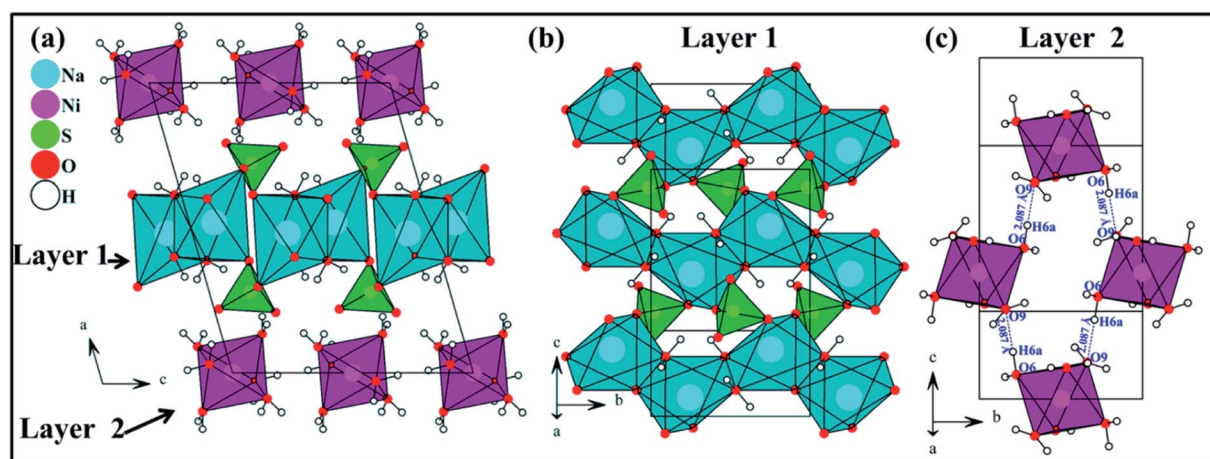 (a)
Na
Ni
S
O
H
Layer 1
Layer 2
a
c
(b) Layer 1
c
b
a
(c) Layer 2
O9
2.087 Å
H6a
O6
O6
H6a
2.087 Å
O9
O9
2.087 Å
H6a
O6
O6
H6a
2.087 Å
O9
c
b
a